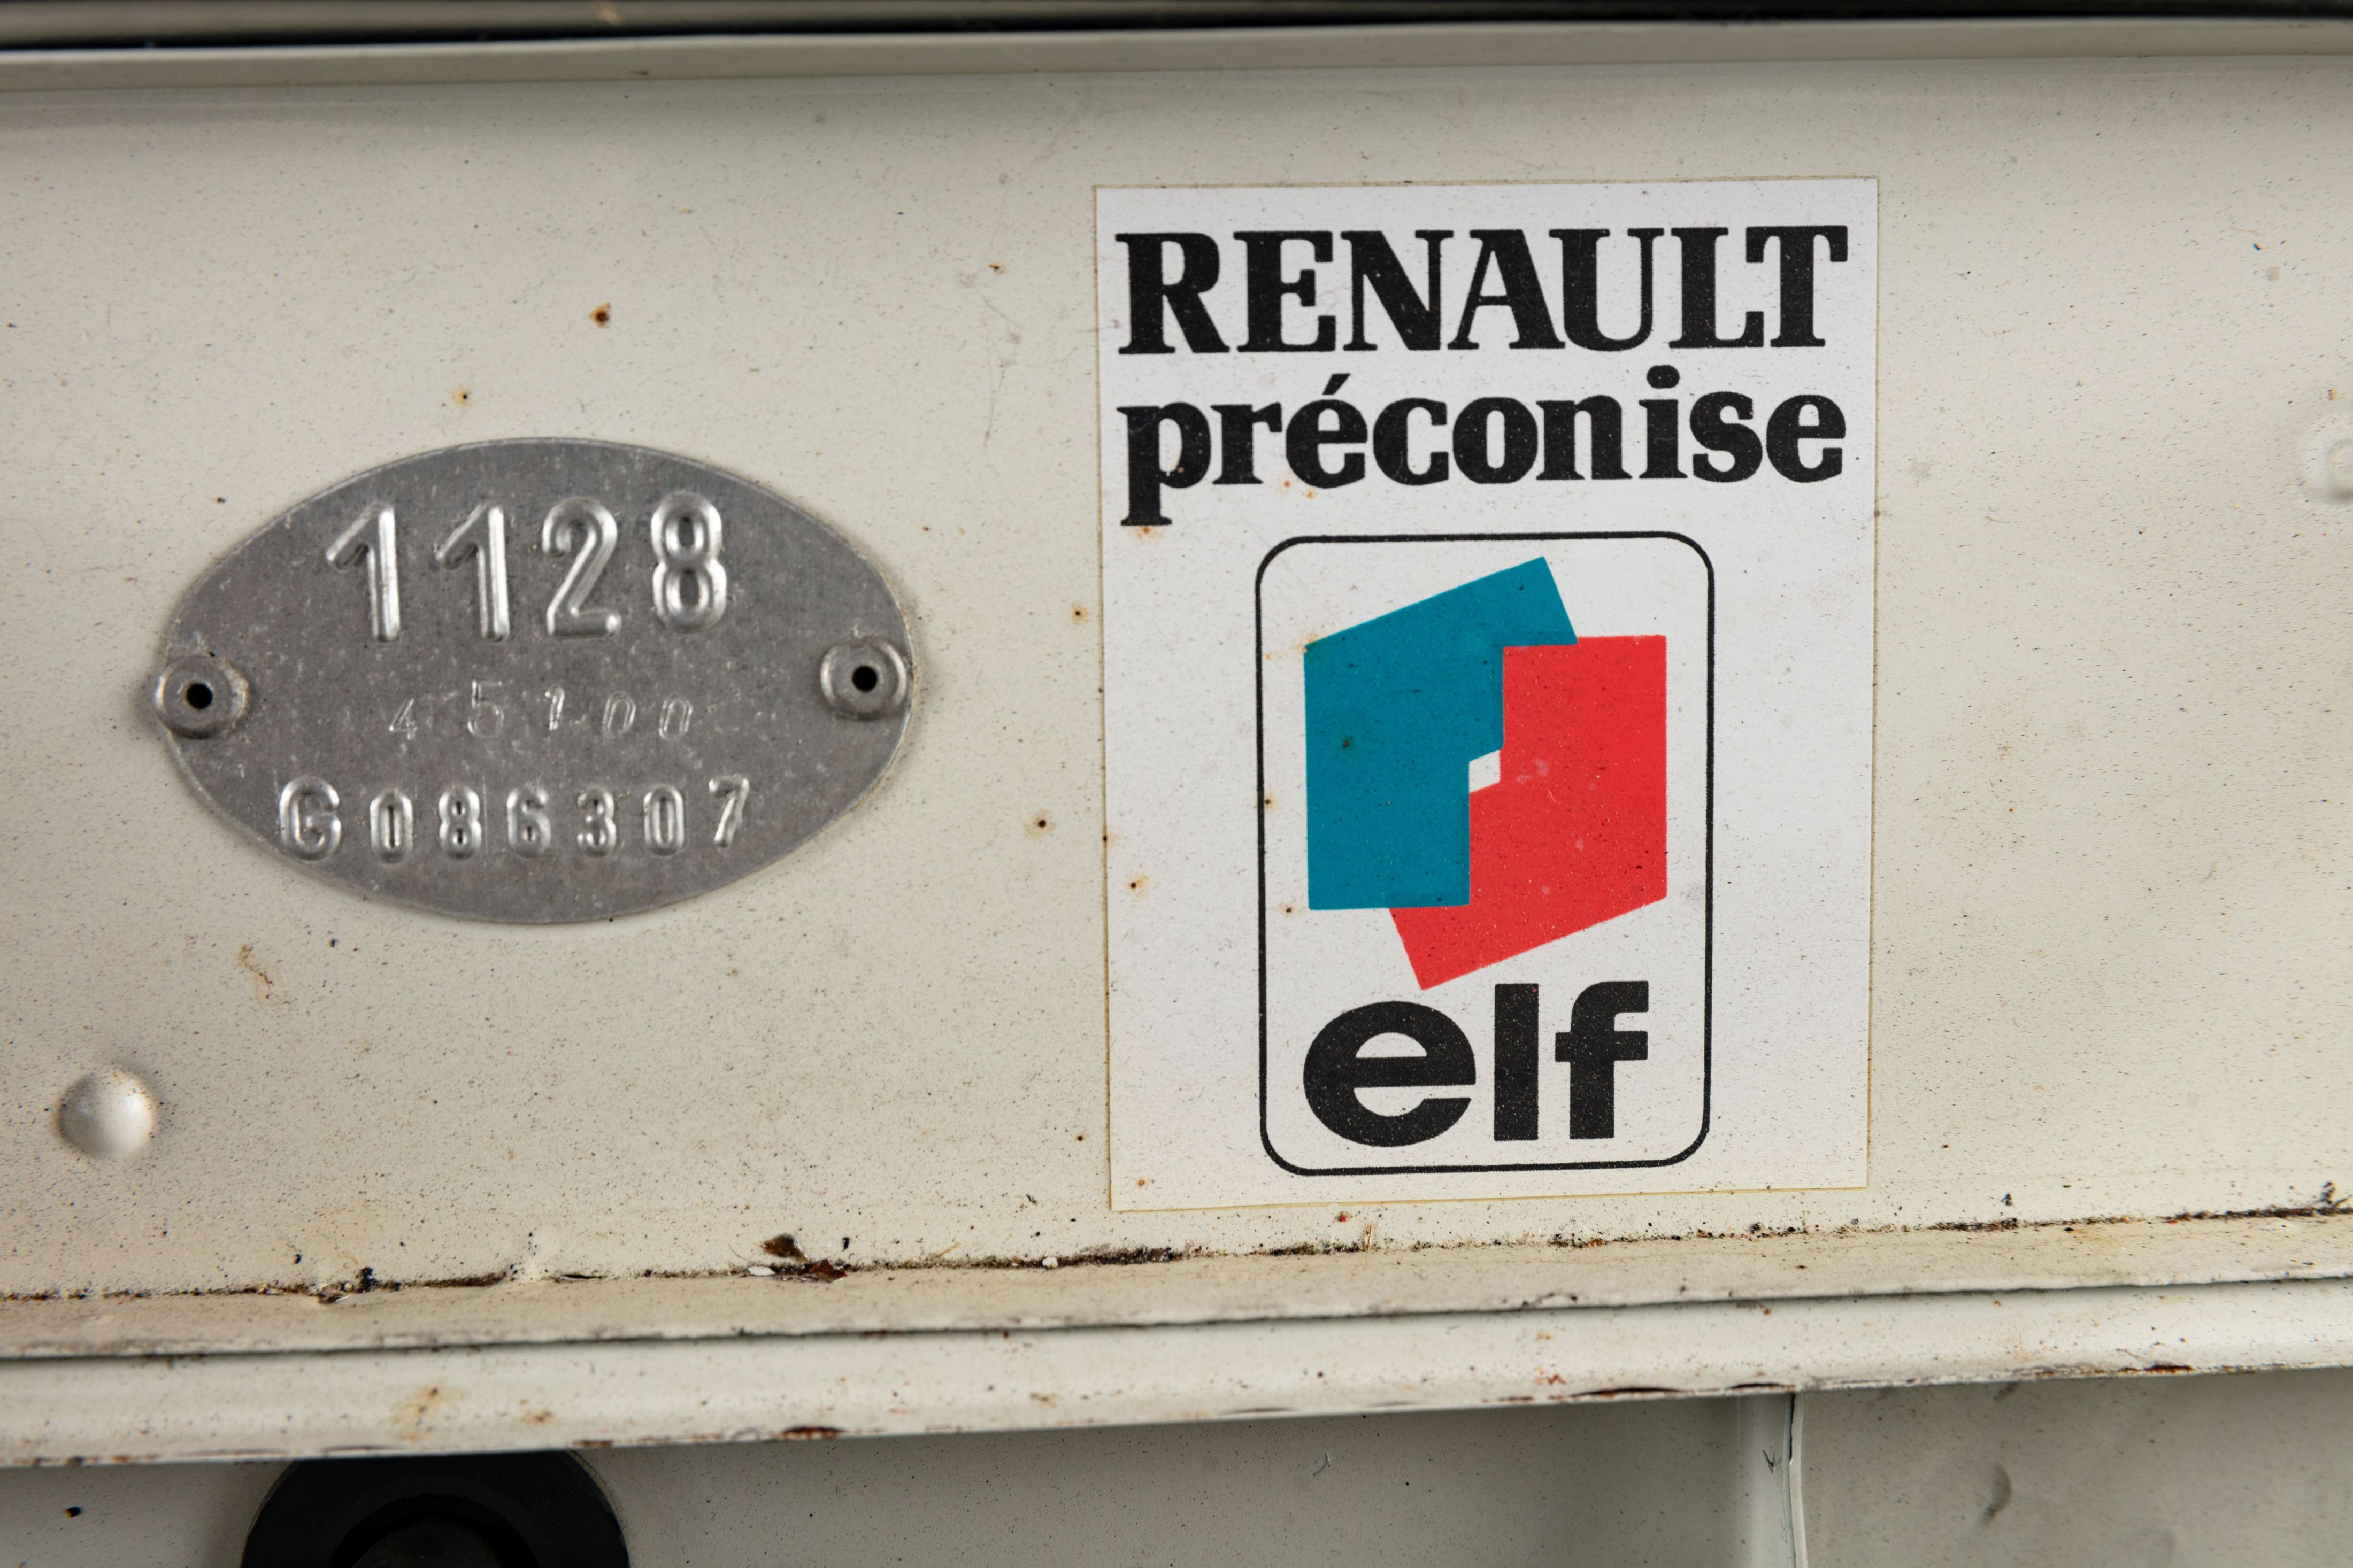 1128
45100
G086307
RENAULT
préconise
elf